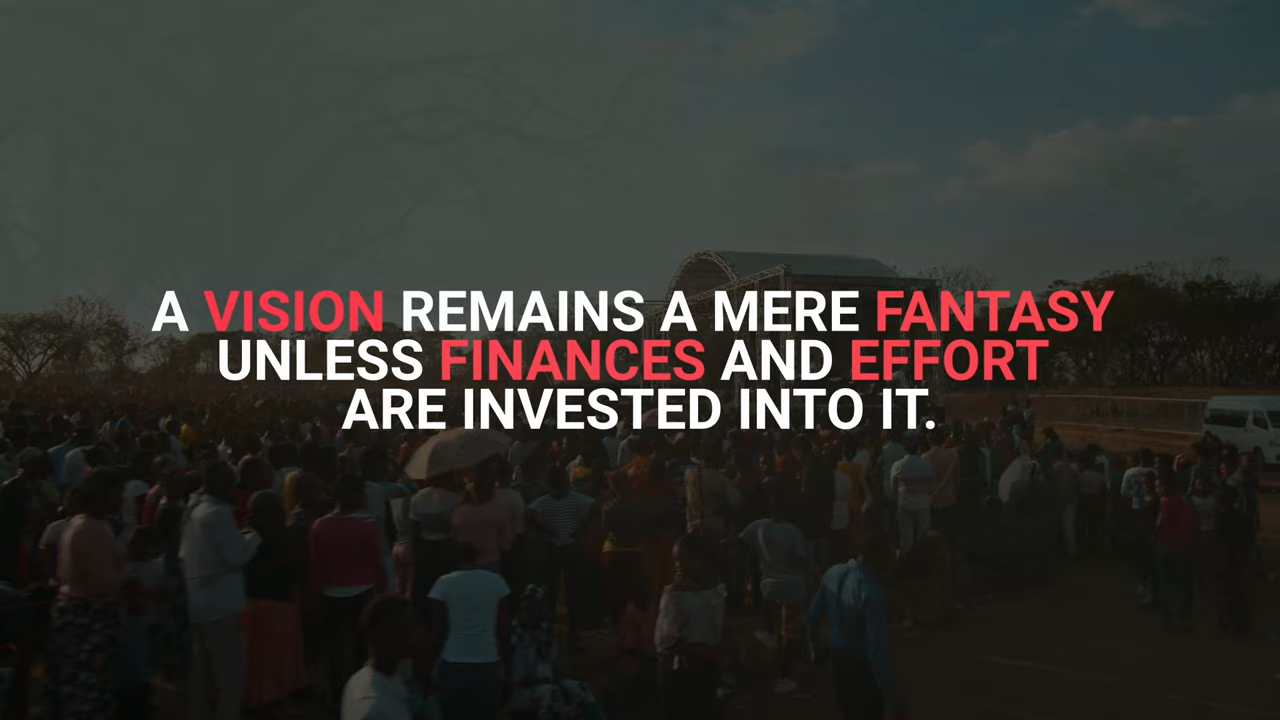 A VISION REMAINS A MERE FANTASY
UNLESS FINANCES AND EFFORT
ARE INVESTED INTO IT.